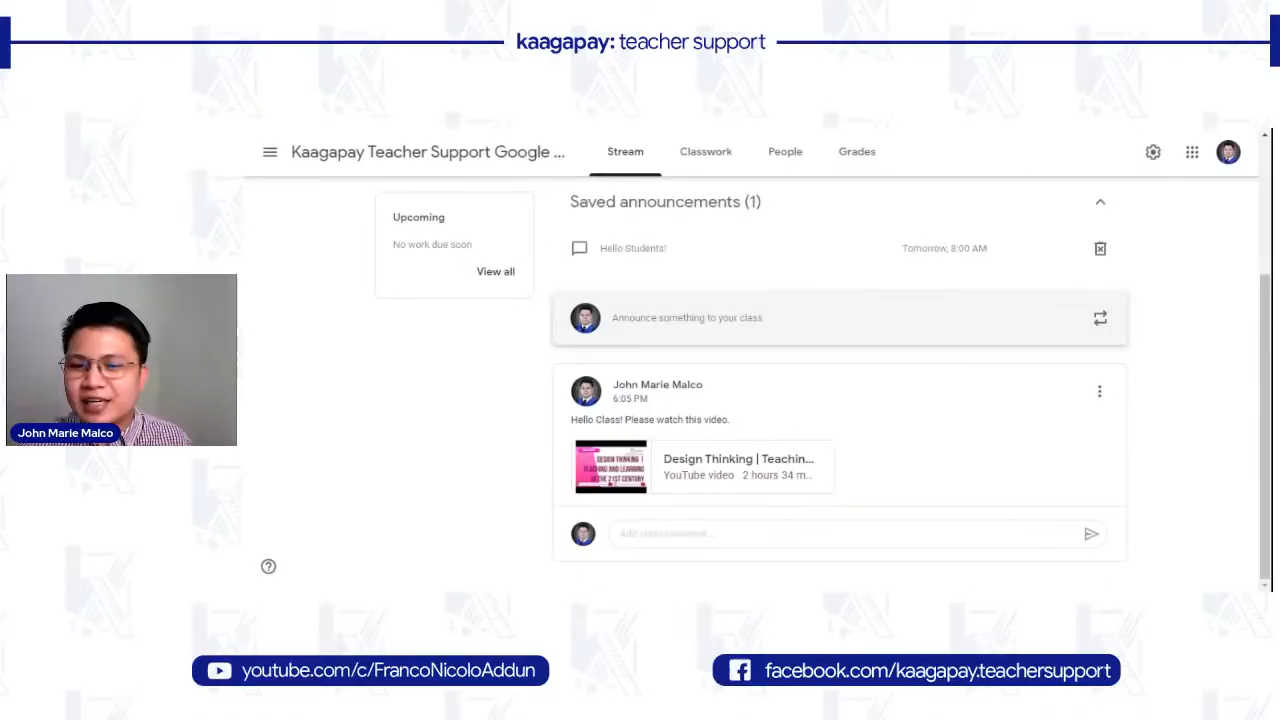 kaagapay: teacher support
Kaagapay Teacher Support Google ...
Stream
Classwork
People
Grades
Upcoming
No work due soon
View all
Saved announcements (1)
Hello Students!
Tomorrow, 8:00 AM
Announce something to your class
John Marie Malco
6:05 PM
Hello Class! Please watch this video.
DESIGN THINKING |
TEACHING AND LEARNING
IN THE 21ST CENTURY
Design Thinking | Teachin...
YouTube video 2 hours 34 m...
John Marie Malco
youtube.com/c/FrancoNicoloAddun
facebook.com/kaagapay.teachersupport